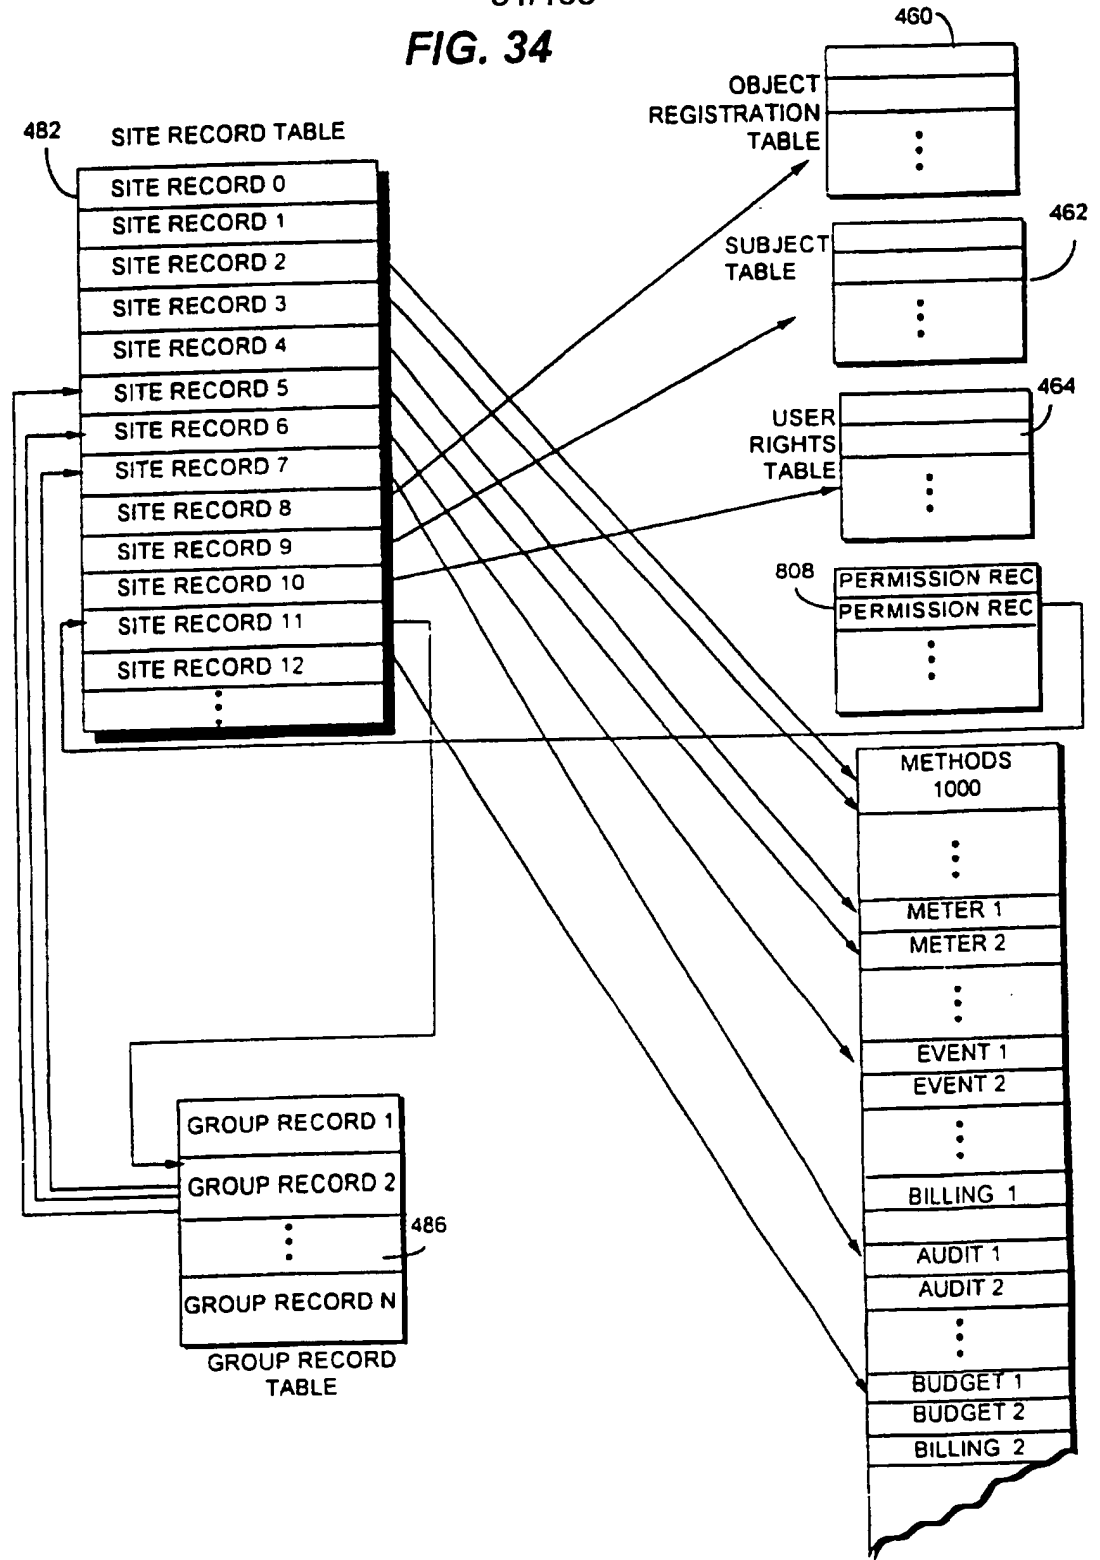 FIG. 34
460
OBJECT
REGISTRATION
TABLE
482
SITE RECORD TABLE
SITE RECORD 0
SITE RECORD 1
SITE RECORD 2
SITE RECORD 3
SITE RECORD 4
SITE RECORD 5
SITE RECORD 6
SITE RECORD 7
SITE RECORD 8
SITE RECORD 9
SITE RECORD 10
SITE RECORD 11
SITE RECORD 12
462
SUBJECT
TABLE
464
USER
RIGHTS
TABLE
808
PERMISSION REC
PERMISSION REC
METHODS
1000
METER 1
METER 2
EVENT 1
EVENT 2
BILLING 1
AUDIT 1
AUDIT 2
BUDGET 1
BUDGET 2
BILLING 2
GROUP RECORD 1
GROUP RECORD 2
486
GROUP RECORD N
GROUP RECORD
TABLE